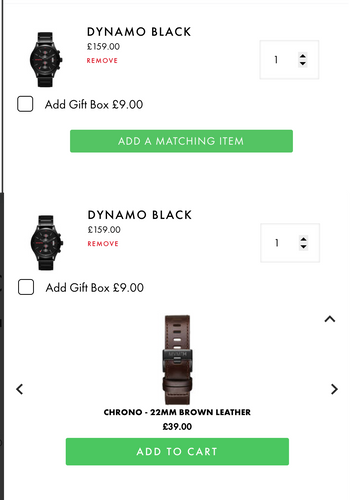 DYNAMO BLACK
£159.00
REMOVE
1
Add Gift Box £9.00
ADD A MATCHING ITEM
DYNAMO BLACK
£159.00
REMOVE
1
Add Gift Box £9.00
CHRONO - 22MM BROWN LEATHER
£39.00
ADD TO CART